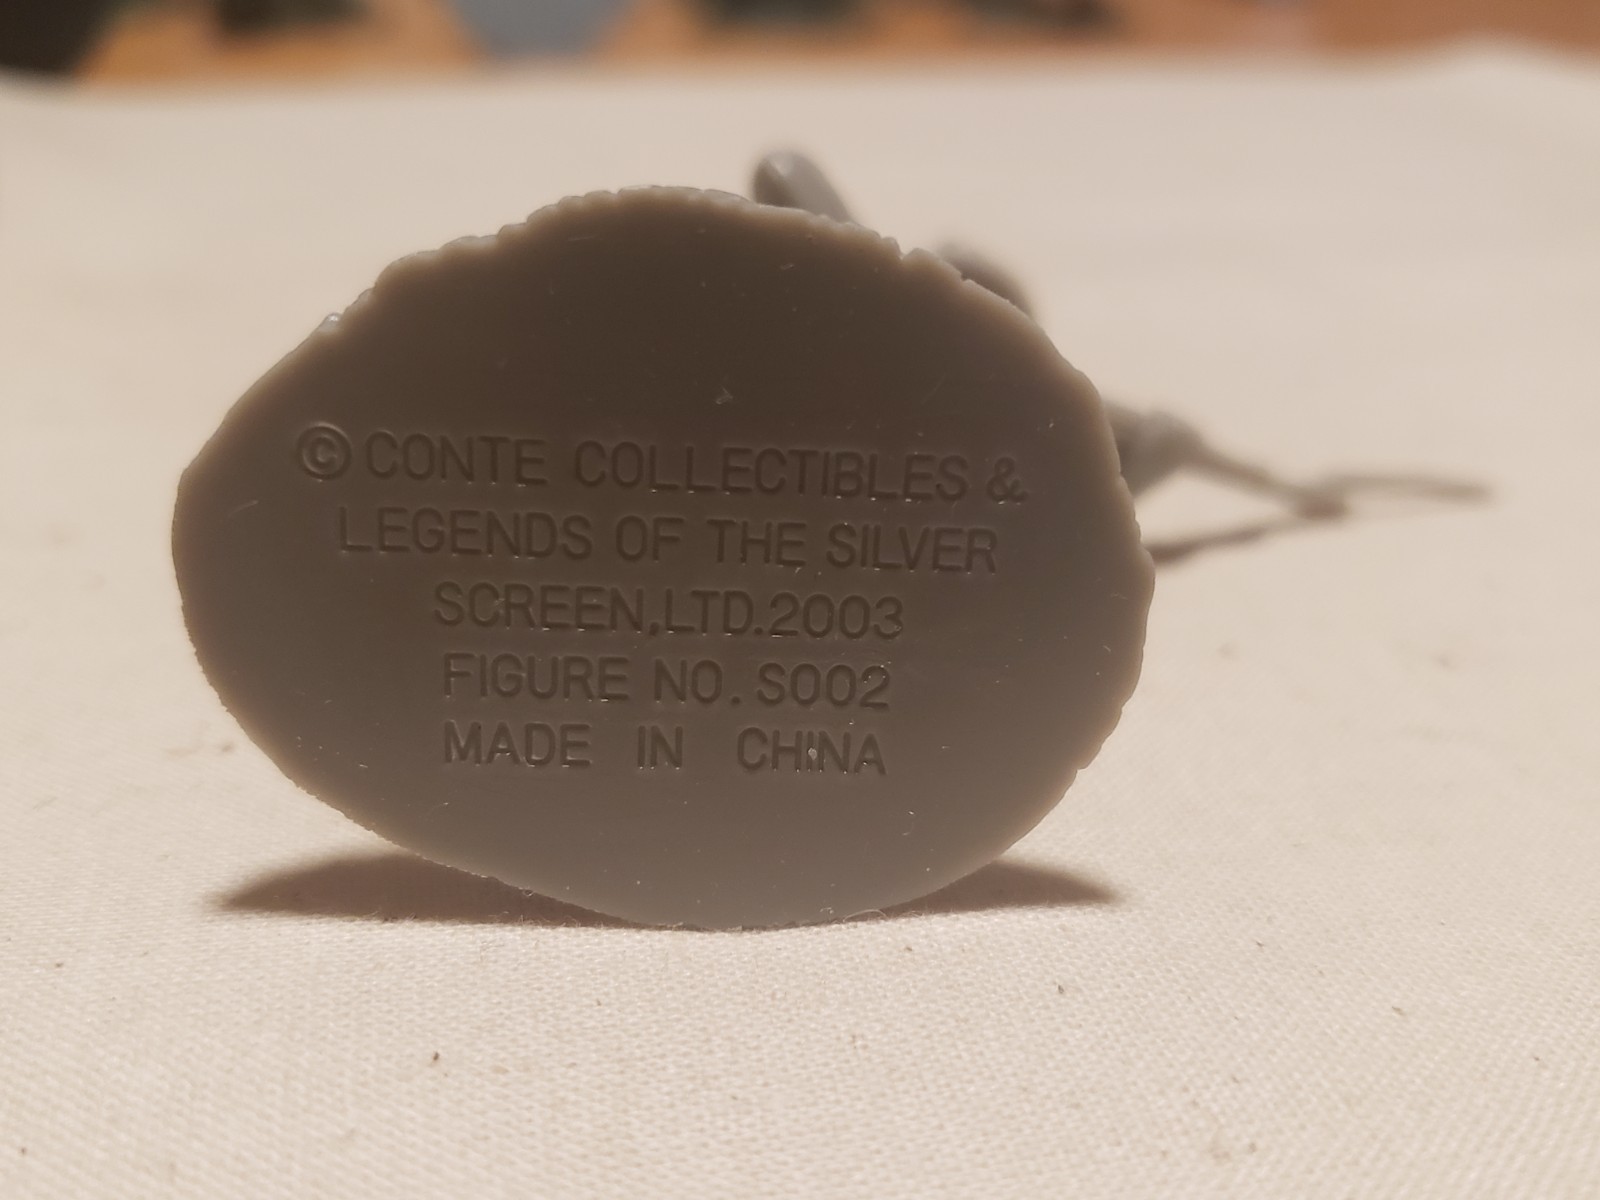 © CONTE COLLECTIBLES &
LEGENDS OF THE SILVER
SCREEN, LTD. 2003
FIGURE NO. S002
MADE IN CHINA